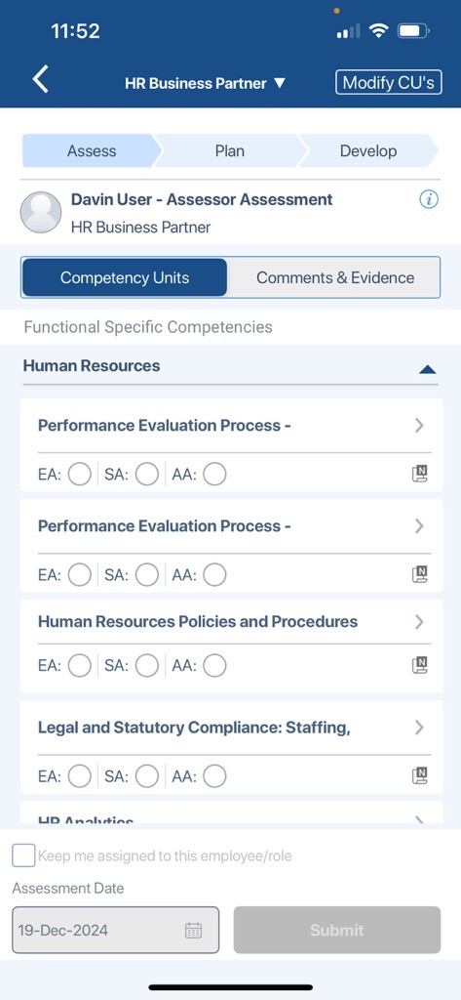 11:52
HR Business Partner ▼
Modify CU's
Assess
Plan
Develop
Davin User - Assessor Assessment
HR Business Partner
Competency Units
Comments & Evidence
Functional Specific Competencies
Human Resources
Performance Evaluation Process -
EA: SA: AA: N
Performance Evaluation Process -
EA: SA: AA: N
Human Resources Policies and Procedures
EA: SA: AA: N
Legal and Statutory Compliance: Staffing,
EA: SA: AA: N
HR Analytics
Keep me assigned to this employee/role
Assessment Date
19-Dec-2024
Submit